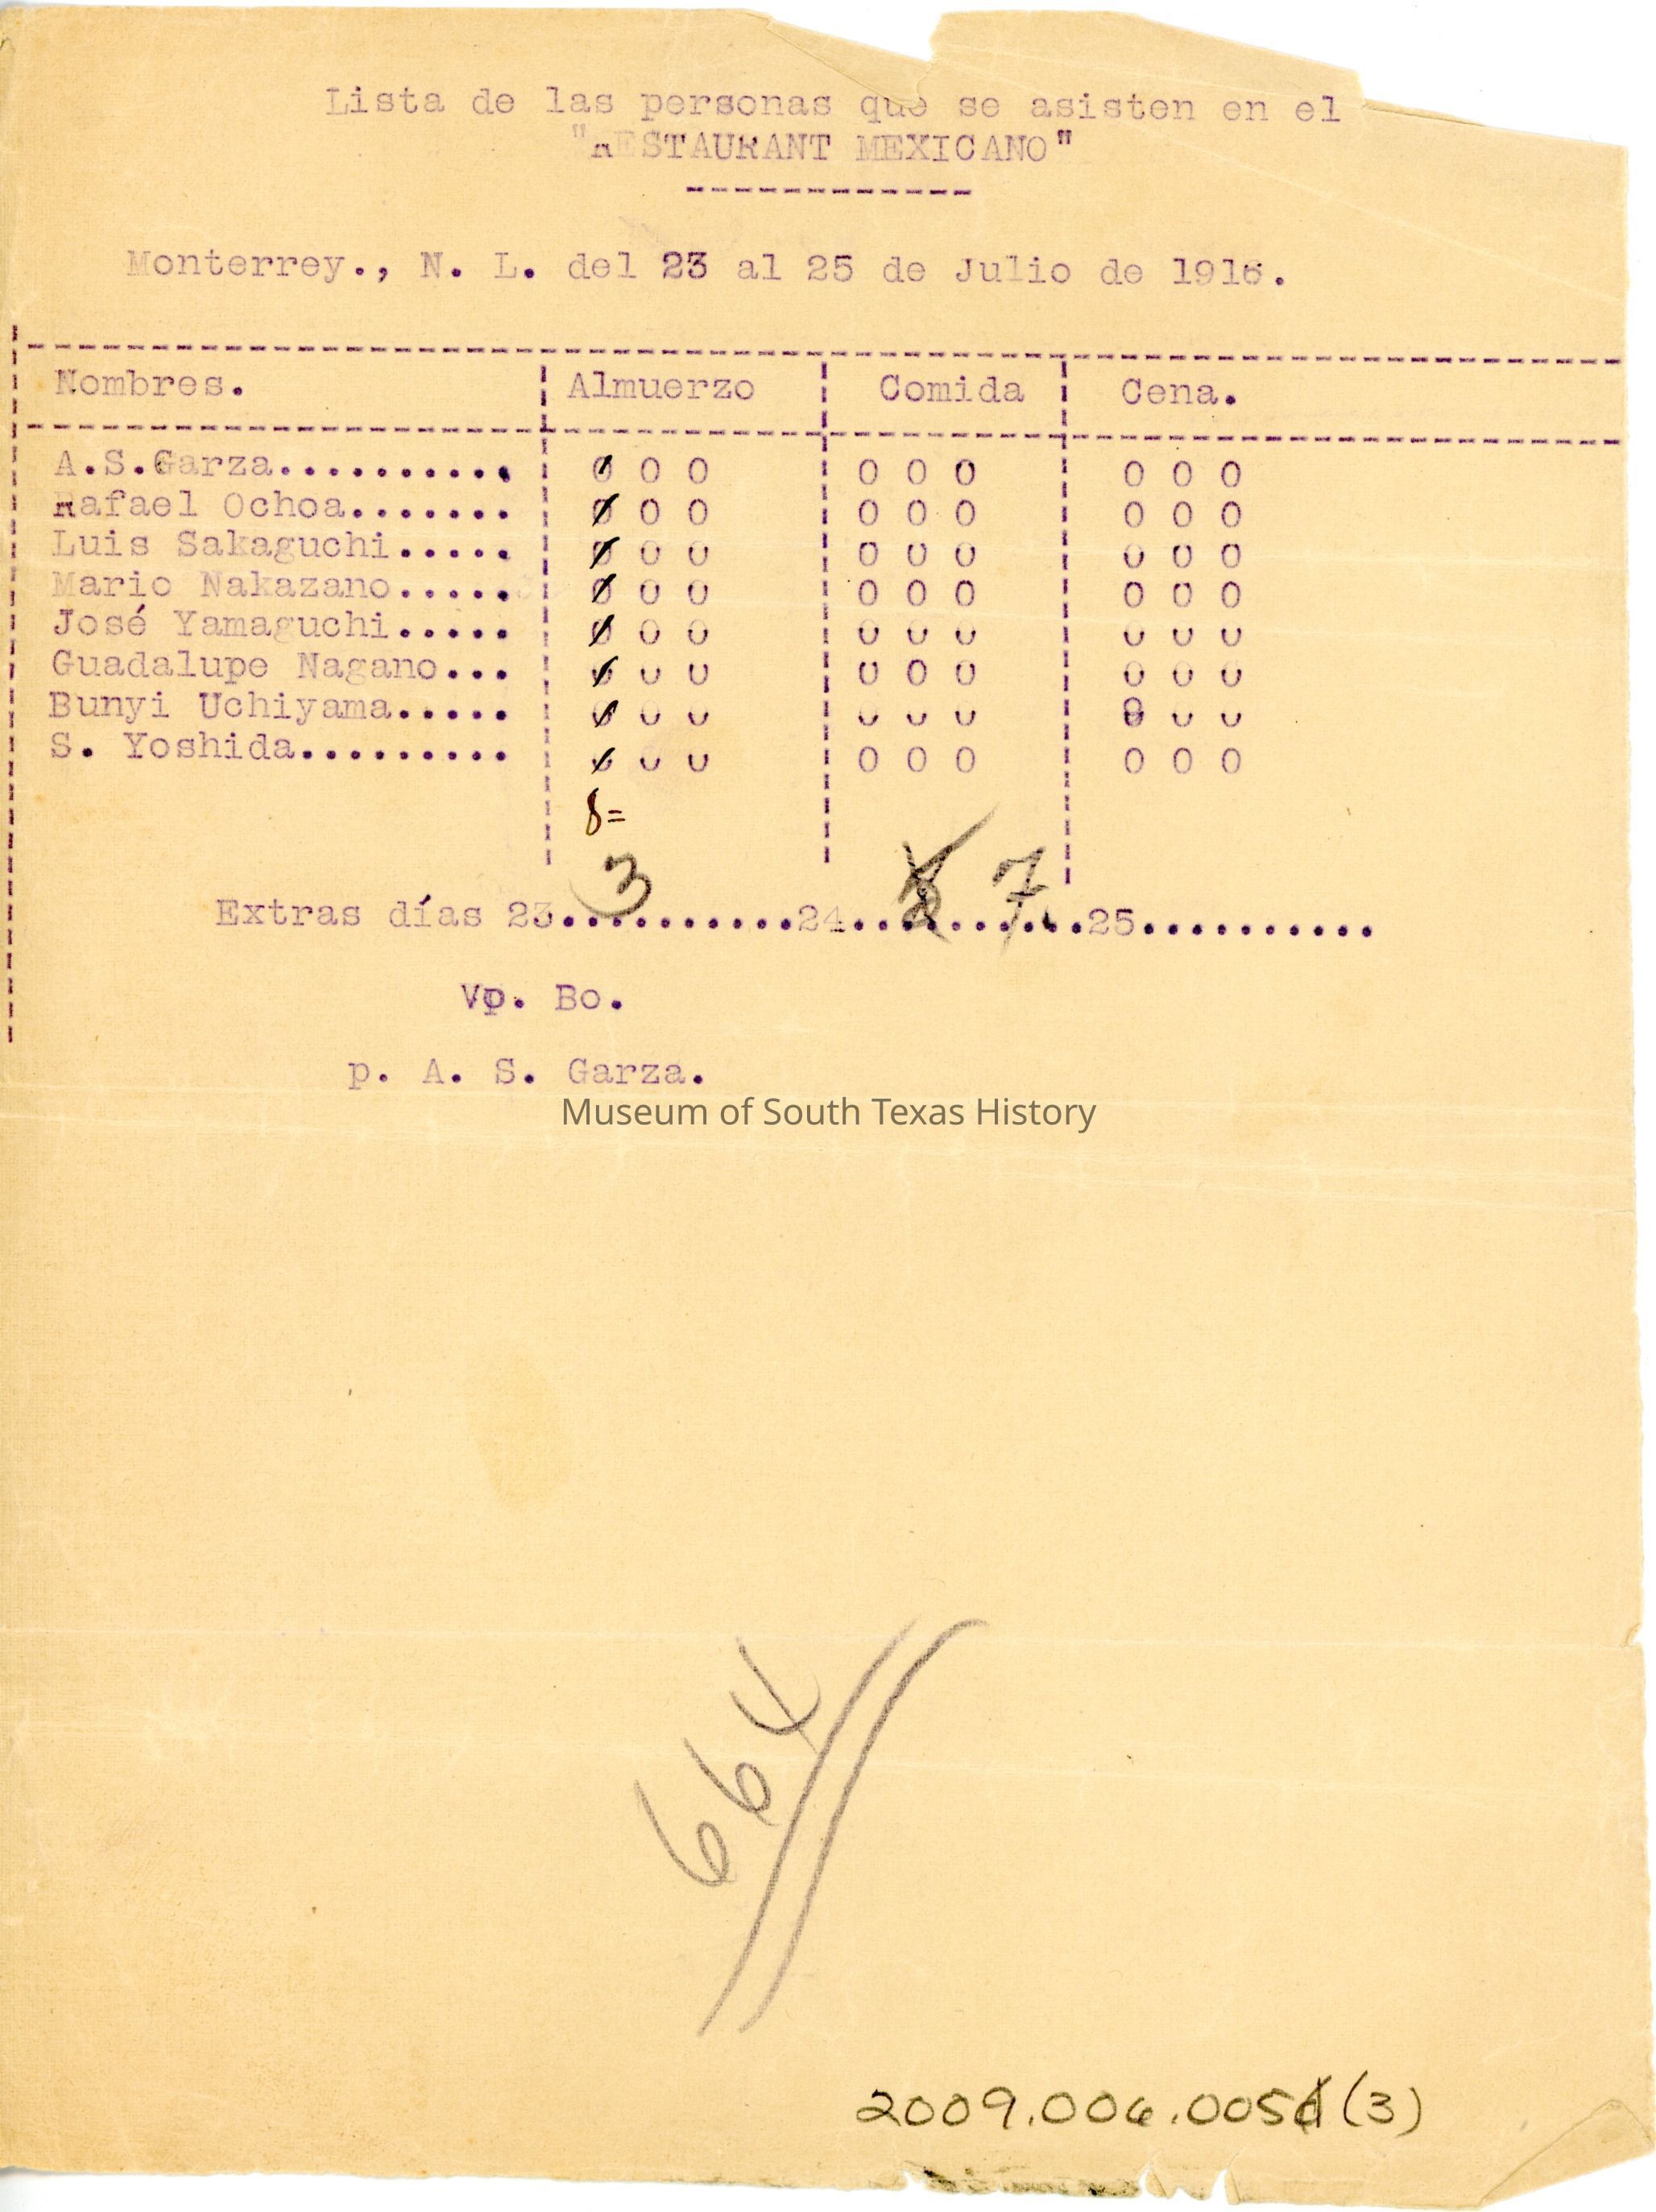 Lista de las personas que se asisten en el
"RESTAURANT MEXICANO"
-------------
Monterrey., N. L. del 23 al 25 de Julio de 1916.
Nombres. Almuerzo Comida Cena.
A.S.Garza.......... 0 0 0 0 0 0 0 0 0
Rafael Ochoa....... 0 0 0 0 0 0 0 0 0
Luis Sakaguchi..... 0 0 0 0 0 0 0 0 0
Mario Nakazano..... 0 0 0 0 0 0 0 0 0
José Yamaguchi..... 0 0 0 0 0 0 0 0 0
Guadalupe Nagano... 0 0 0 0 0 0 0 0 0
Bunyi Uchiyama..... 0 0 0 0 0 0 0 0 0
S. Yoshida......... 0 0 0 0 0 0 0 0 0
8=
3 7
Extras días 23..........24..........25..........
Vo. Bo.
p. A. S. Garza.
Museum of South Texas History
664
2009.006.005d(3)